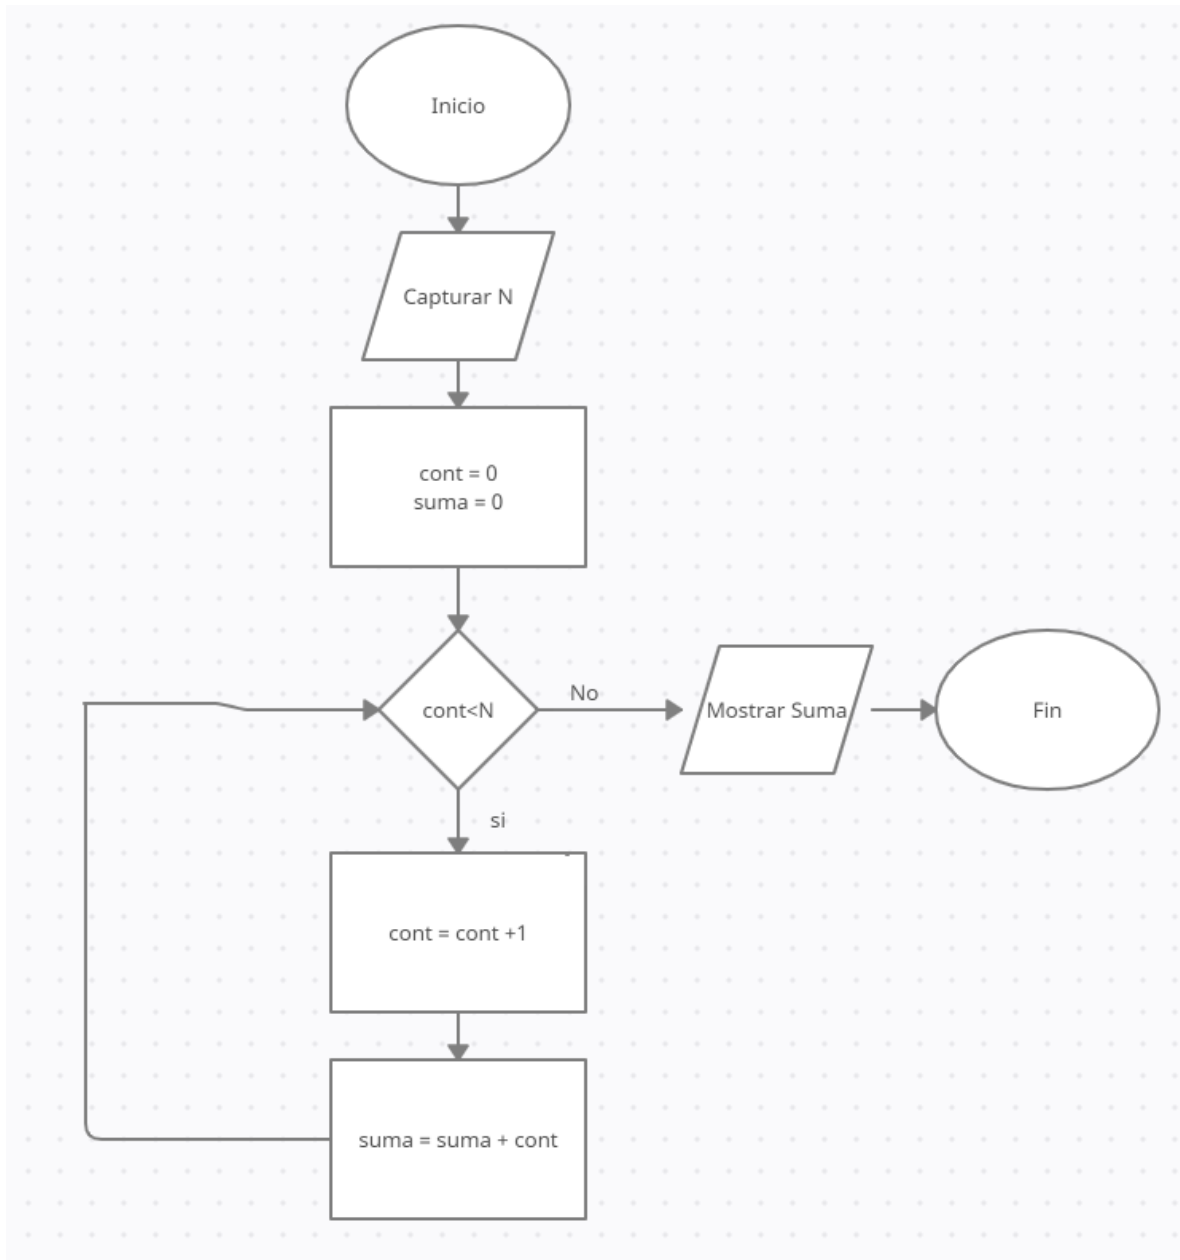 Inicio
Capturar N
cont = 0
suma = 0
cont<N
No
Mostrar Suma
Fin
si
cont = cont +1
suma = suma + cont